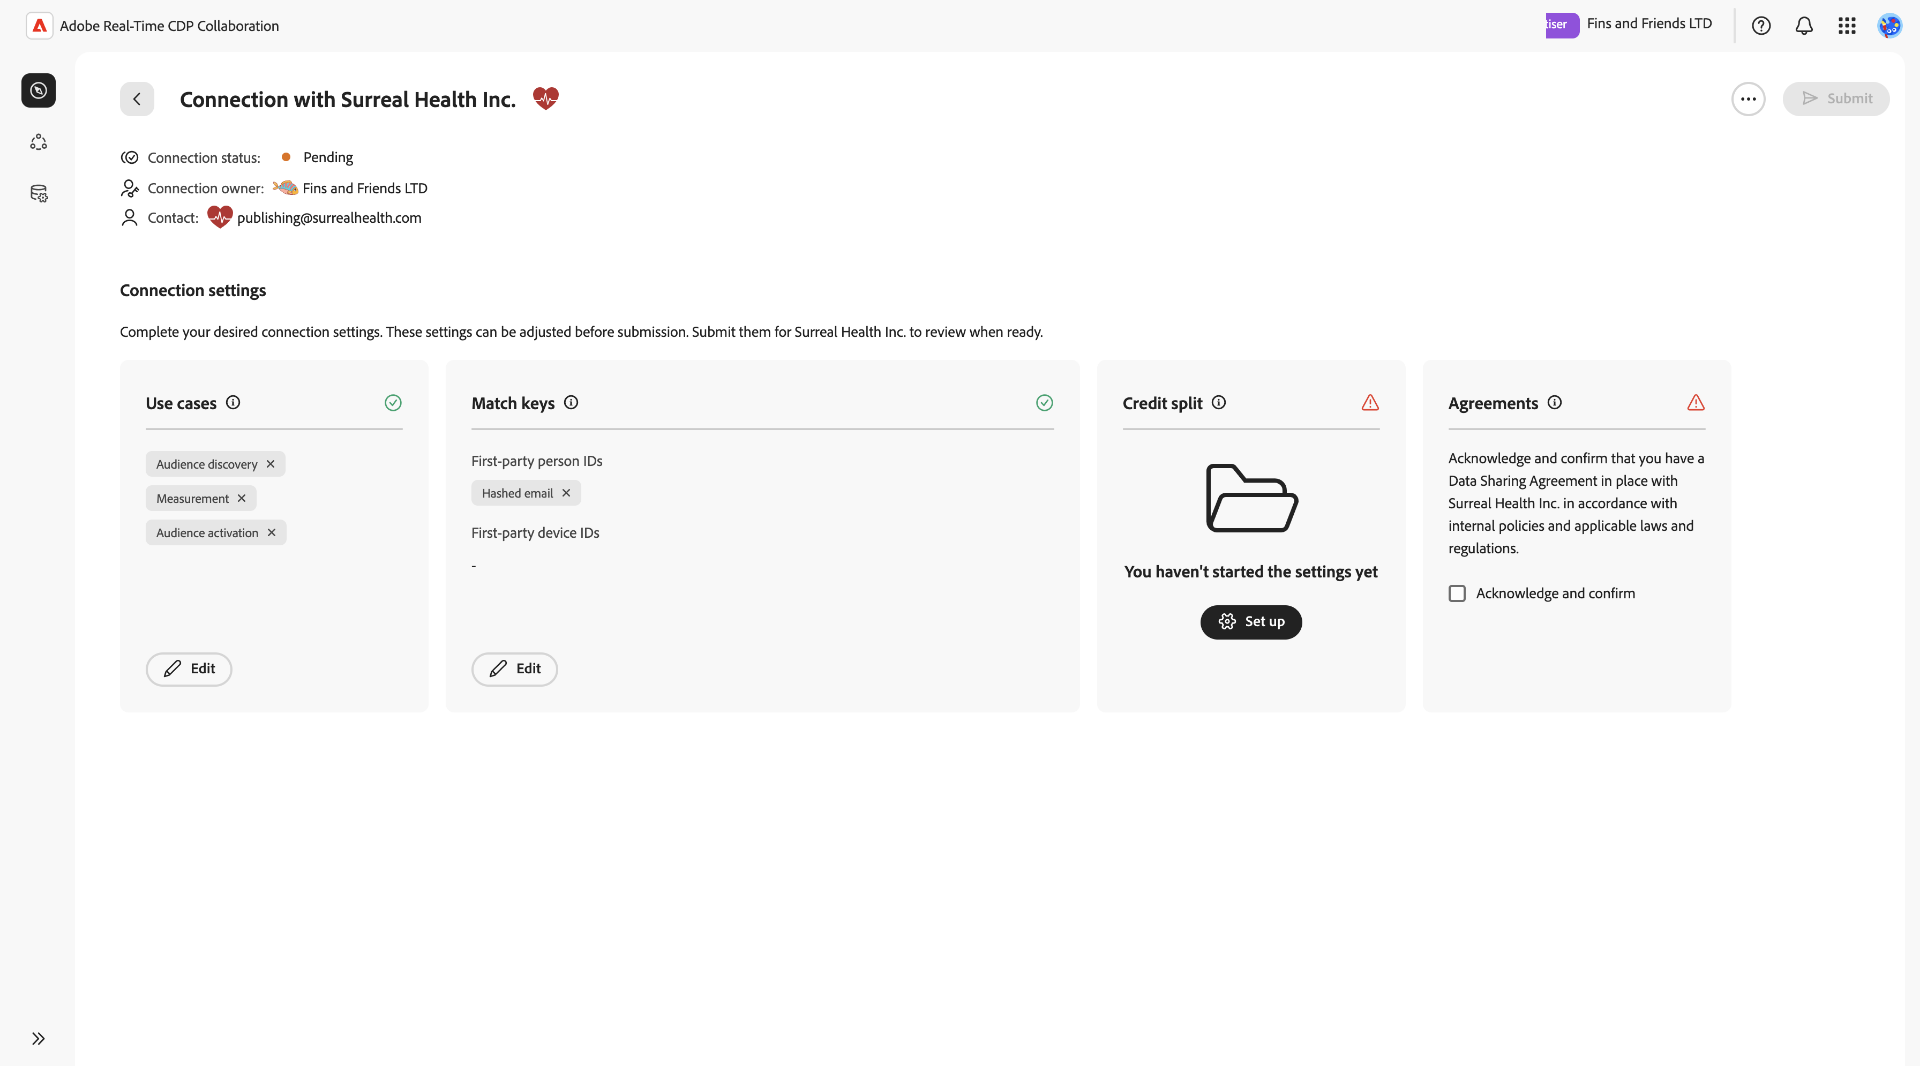 Adobe Real-Time CDP Collaboration
Fins and Friends LTD
Connection with Surreal Health Inc.
Submit
Connection status: Pending
Connection owner: Fins and Friends LTD
Contact: publishing@surrealhealth.com
Connection settings
Complete your desired connection settings. These settings can be adjusted before submission. Submit them for Surreal Health Inc. to review when ready.
Use cases
Audience discovery
Measurement
Audience activation
Edit
Match keys
First-party person IDs
Hashed email
First-party device IDs
-
Edit
Credit split
You haven't started the settings yet
Set up
Agreements
Acknowledge and confirm that you have a
Data Sharing Agreement in place with
Surreal Health Inc. in accordance with
internal policies and applicable laws and
regulations.
Acknowledge and confirm